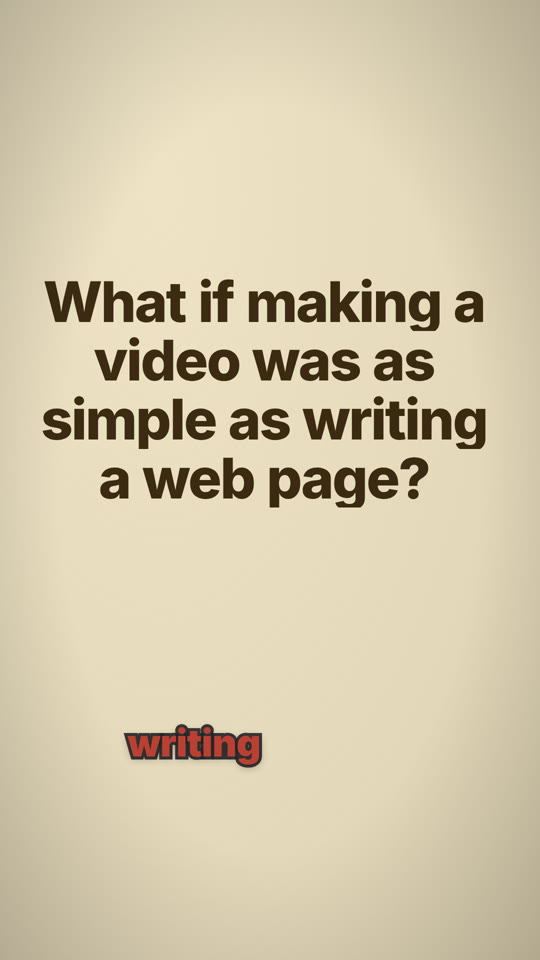 What if making a
video was as
simple as writing
a web page?
writing